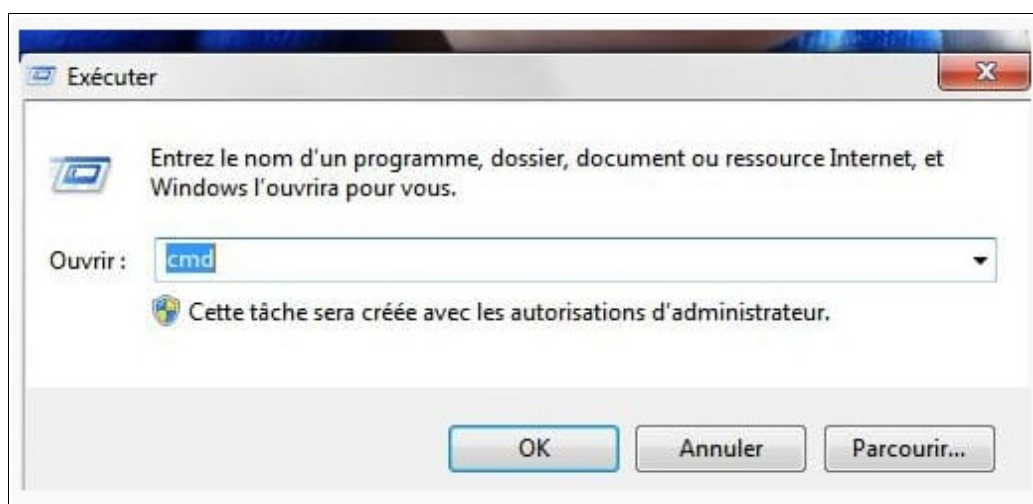 Exécuter
Entrez le nom d'un programme, dossier, document ou ressource Internet, et
Windows l'ouvrira pour vous.
Ouvrir : cmd
Cette tâche sera créée avec les autorisations d'administrateur.
OK Annuler Parcourir...